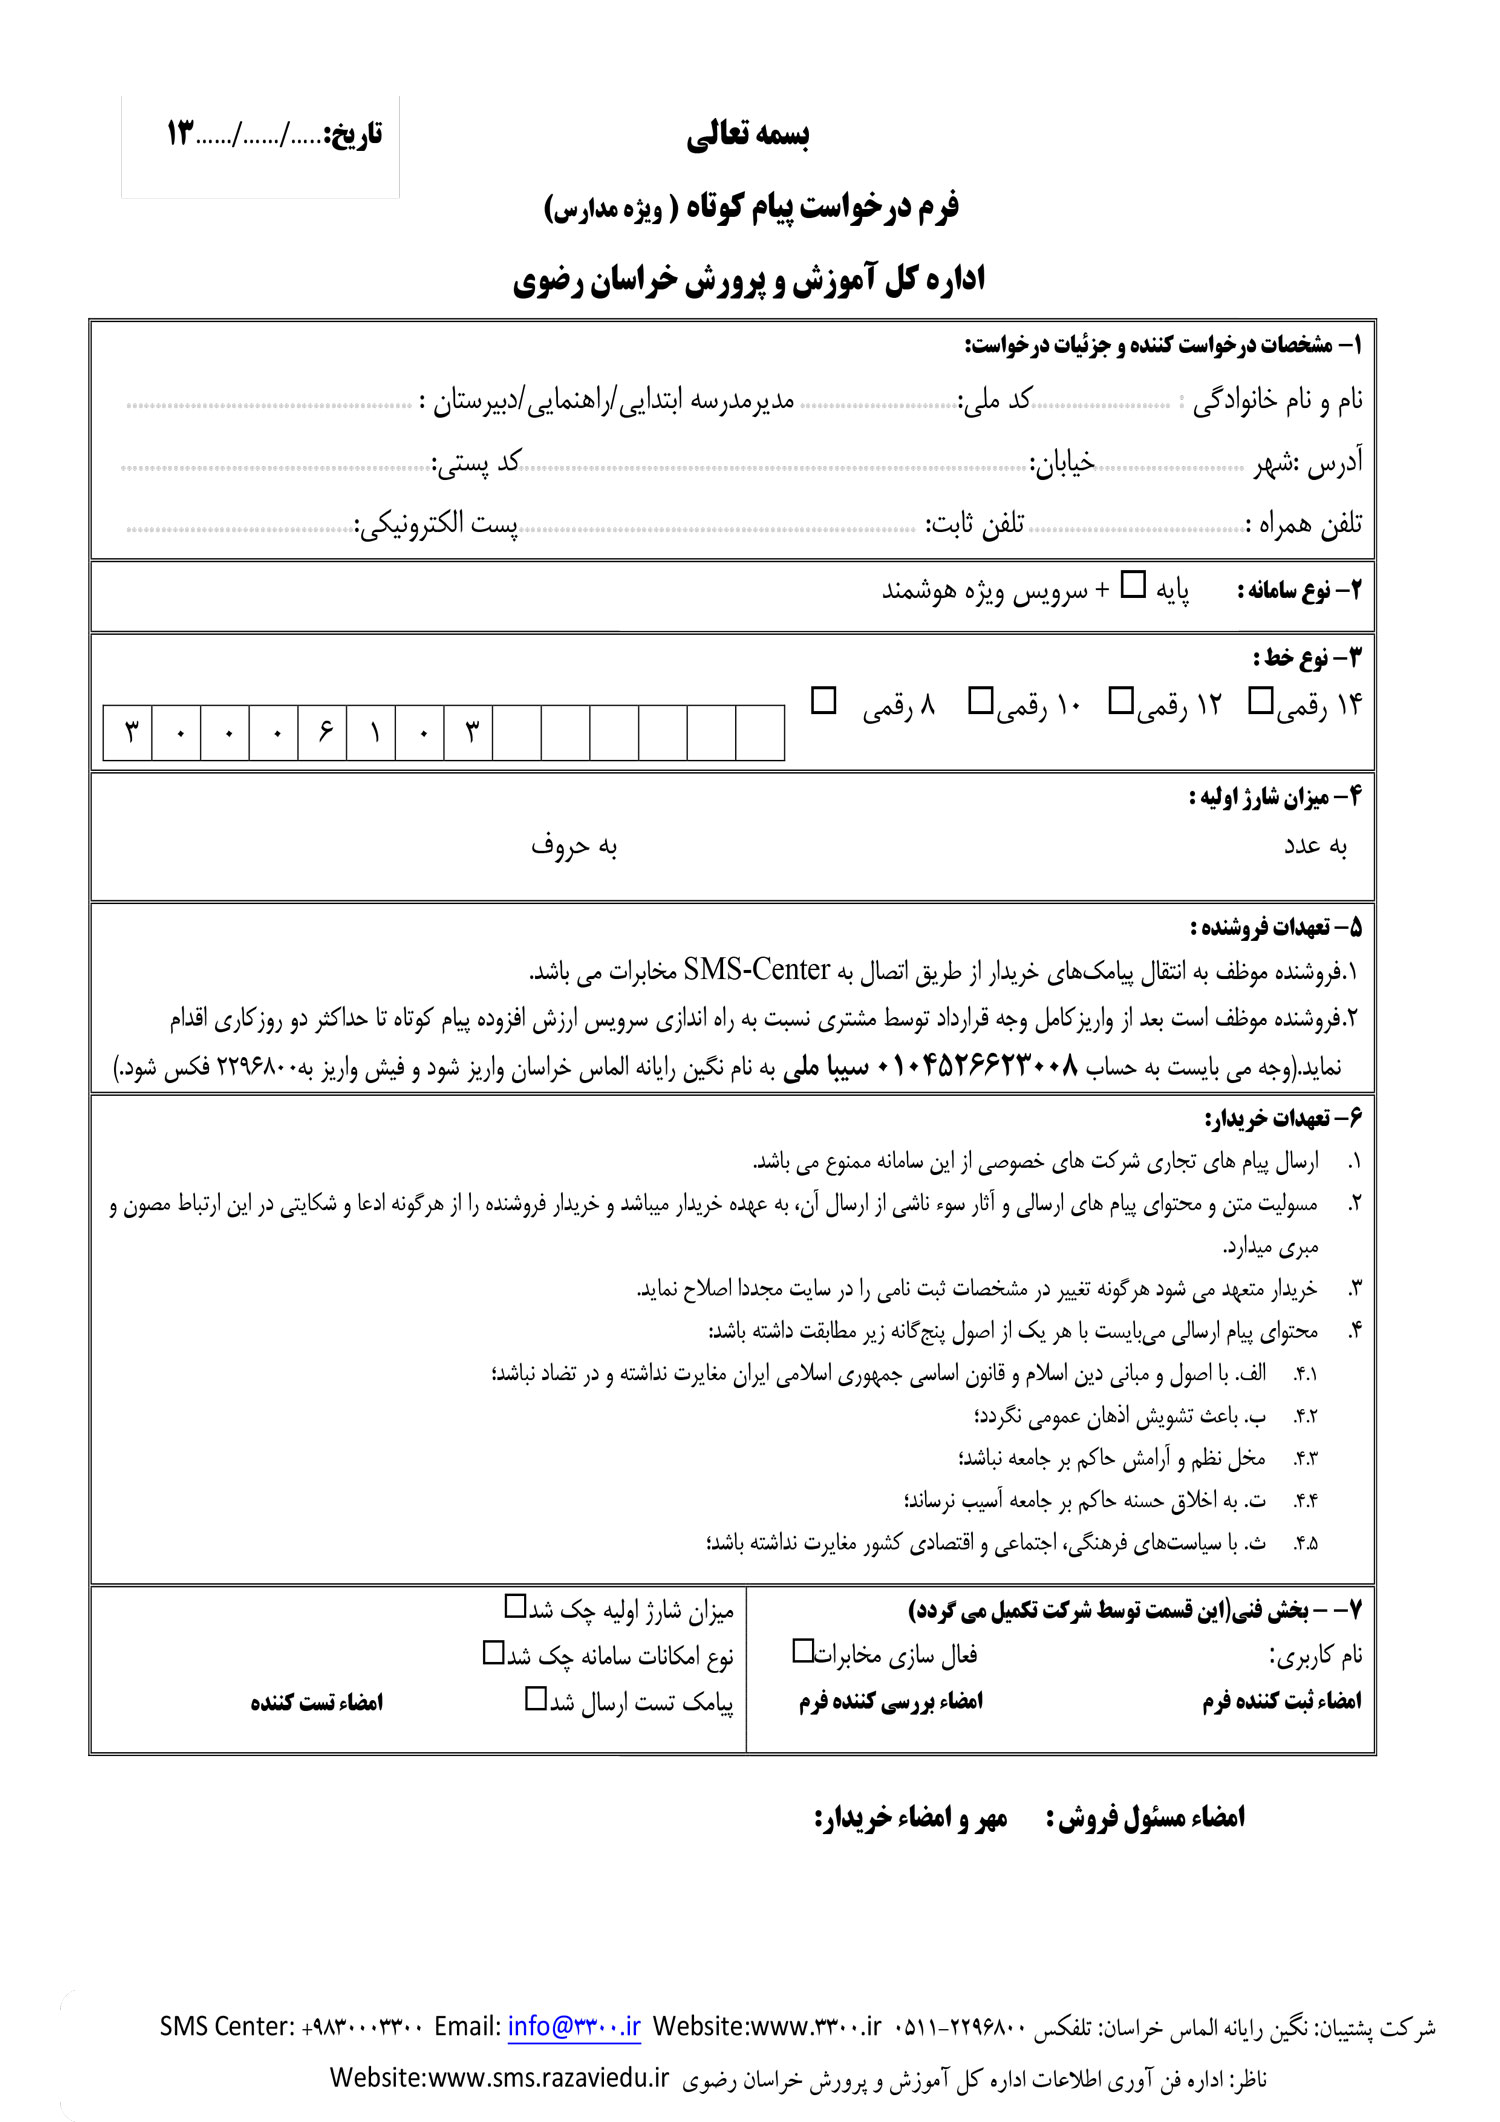 بسمه تعالی
تاریخ:...../....../......۱۳
فرم درخواست پیام کوتاه ( ویژه مدارس)
اداره کل آموزش و پرورش خراسان رضوی
۱- مشخصات درخواست کننده و جزئیات درخواست:
نام و نام خانوادگی : ........................کد ملی:........................... مدیرمدرسه ابتدایی/راهنمایی/دبیرستان : .................................................
آدرس :شهر ..........................خیابان:.......................................................................................کد پستی:.....................................................
تلفن همراه :..................................... تلفن ثابت: ....................................................................پست الکترونیکی:.......................................
۲- نوع سامانه : پایه □ + سرویس ویژه هوشمند
۳- نوع خط :
۱۴ رقمی□ ۱۲ رقمی□ ۱۰ رقمی□ ۸ رقمی □
۳ ۰ ۰ ۰ ۶ ۱ ۰ ۳
۴- میزان شارژ اولیه :
به عدد به حروف
۵- تعهدات فروشنده :
۱.فروشنده موظف به انتقال پیامک‌های خریدار از طریق اتصال به SMS-Center مخابرات می باشد.
۲.فروشنده موظف است بعد از واریزکامل وجه قرارداد توسط مشتری نسبت به راه اندازی سرویس ارزش افزوده پیام کوتاه تا حداکثر دو روزکاری اقدام
نماید.(وجه می بایست به حساب ۰۱۰۴۵۲۶۶۲۳۰۰۸ سیبا ملی به نام نگین رایانه الماس خراسان واریز شود و فیش واریز به۲۲۹۶۸۰۰ فکس شود.)
۶- تعهدات خریدار:
۱. ارسال پیام های تجاری شرکت های خصوصی از این سامانه ممنوع می باشد.
۲. مسولیت متن و محتوای پیام های ارسالی و آثار سوء ناشی از ارسال آن، به عهده خریدار میباشد و خریدار فروشنده را از هرگونه ادعا و شکایتی در این ارتباط مصون و
مبری میدارد.
۳. خریدار متعهد می شود هرگونه تغییر در مشخصات ثبت نامی را در سایت مجددا اصلاح نماید.
۴. محتوای پیام ارسالی می‌بایست با هر یک از اصول پنج‌گانه زیر مطابقت داشته باشد:
۴.۱. الف. با اصول و مبانی دین اسلام و قانون اساسی جمهوری اسلامی ایران مغایرت نداشته و در تضاد نباشد؛
۴.۲. ب. باعث تشویش اذهان عمومی نگردد؛
۴.۳. مخل نظم و آرامش حاکم بر جامعه نباشد؛
۴.۴. ت. به اخلاق حسنه حاکم بر جامعه آسیب نرساند؛
۴.۵. ث. با سیاست‌های فرهنگی، اجتماعی و اقتصادی کشور مغایرت نداشته باشد؛
۷- - بخش فنی(این قسمت توسط شرکت تکمیل می گردد)
نام کاربری: فعال سازی مخابرات□
امضاء ثبت کننده فرم امضاء بررسی کننده فرم
میزان شارژ اولیه چک شد□
نوع امکانات سامانه چک شد□
پیامک تست ارسال شد□ امضاء تست کننده
امضاء مسئول فروش : مهر و امضاء خریدار:
شرکت پشتیبان: نگین رایانه الماس خراسان: تلفکس ۲۲۹۶۸۰۰-۰۵۱۱ Website:www.۳۳۰۰.ir Email: info@۳۳۰۰.ir SMS Center: +۹۸۳۰۰۰۳۳۰۰
ناظر: اداره فن آوری اطلاعات اداره کل آموزش و پرورش خراسان رضوی Website:www.sms.razaviedu.ir